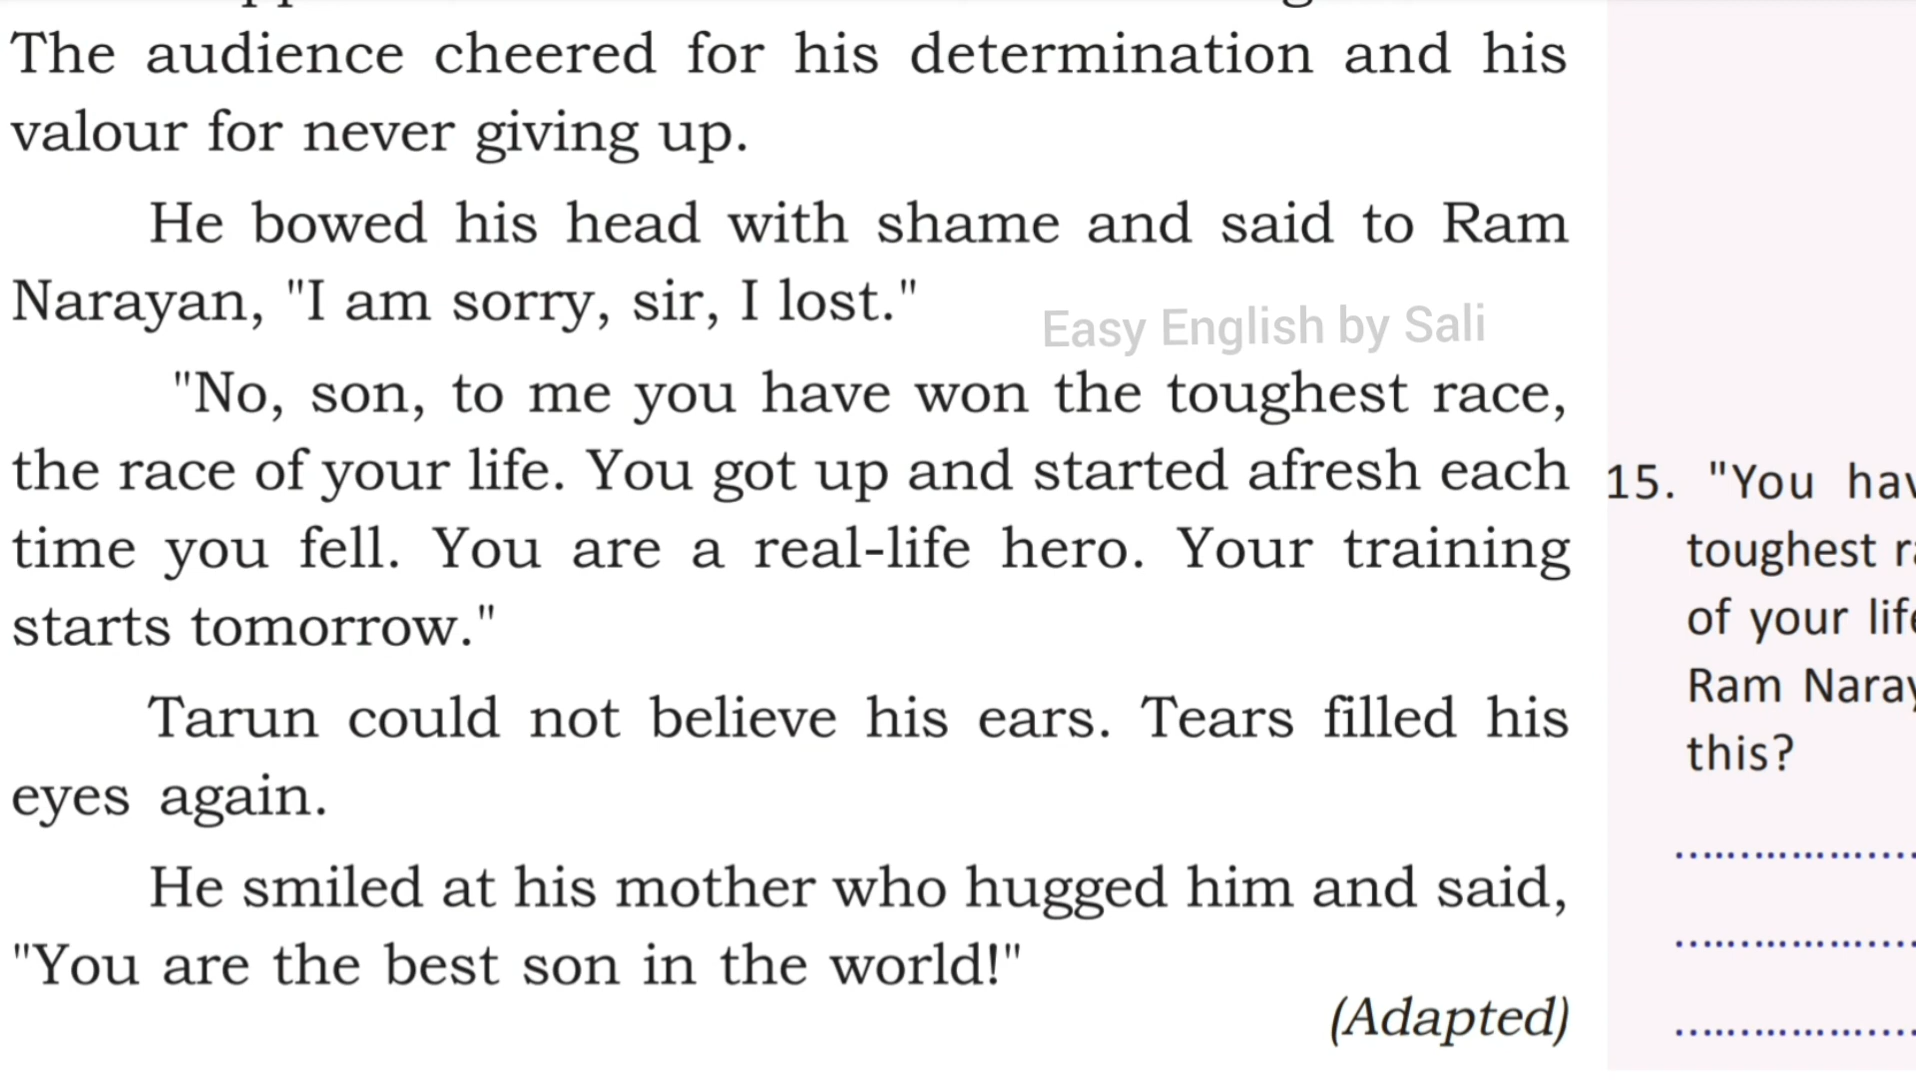 The audience cheered for his determination and his
valour for never giving up.
He bowed his head with shame and said to Ram
Narayan, "I am sorry, sir, I lost."
Easy English by Sali
"No, son, to me you have won the toughest race,
the race of your life. You got up and started afresh each
time you fell. You are a real-life hero. Your training
starts tomorrow."
Tarun could not believe his ears. Tears filled his
eyes again.
He smiled at his mother who hugged him and said,
"You are the best son in the world!"
(Adapted)
15. "You
toughest
of your
Ram
this?